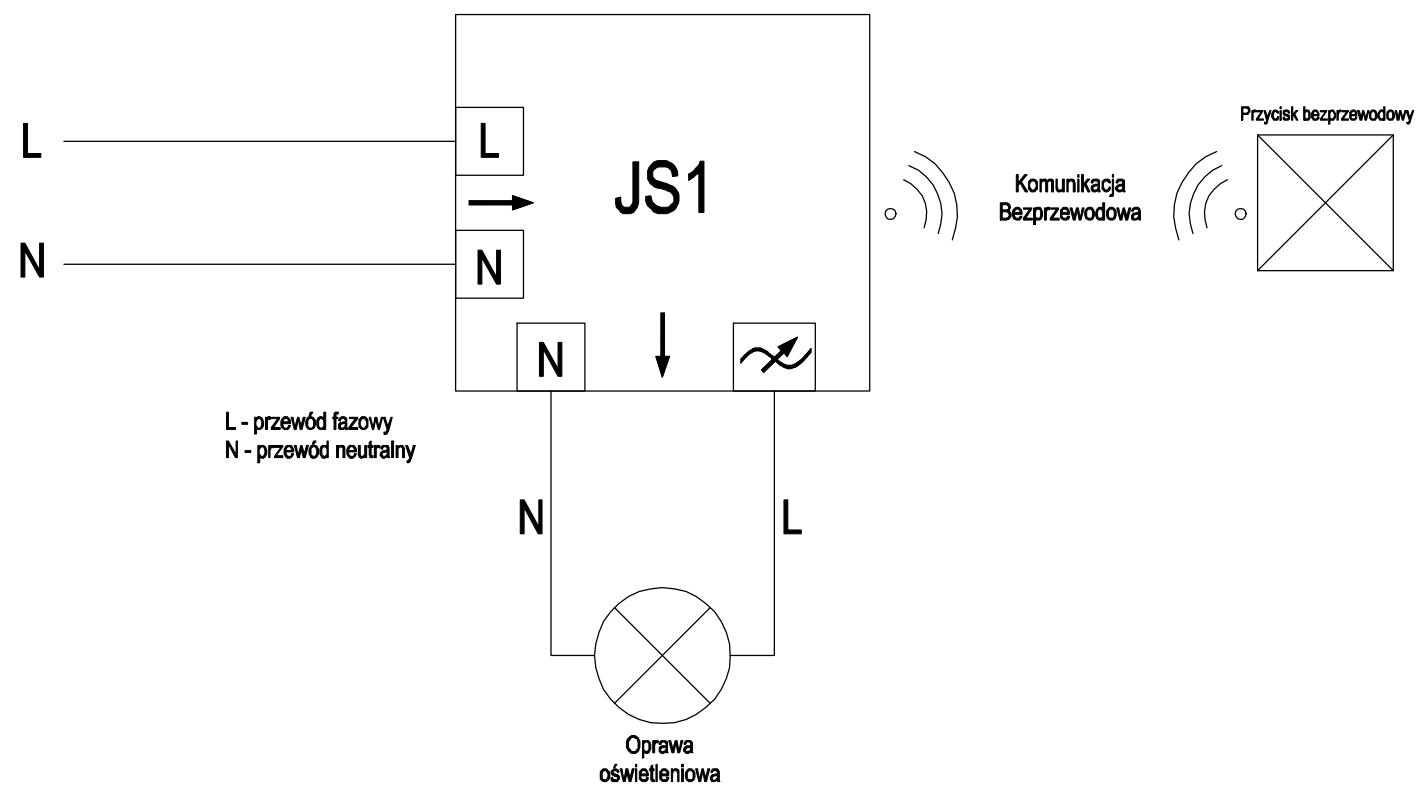 L
L
JS1
N
N
N
Przycisk bezprzewodowy
Komunikacja
Bezprzewodowa
L - przewód fazowy
N - przewód neutralny
N
L
Oprawa
oświetleniowa